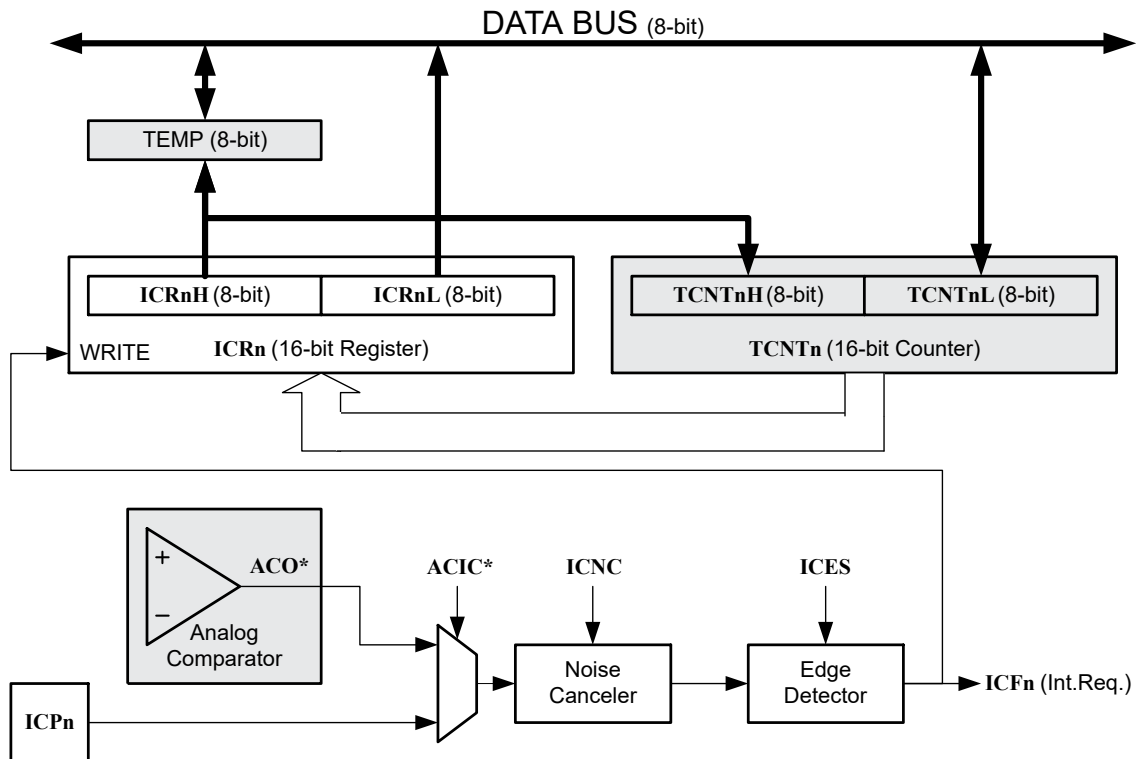 DATA BUS (8-bit)
TEMP (8-bit)
ICRnH (8-bit)
ICRnL (8-bit)
TCNTnH (8-bit)
TCNTnL (8-bit)
WRITE
ICRn (16-bit Register)
TCNTn (16-bit Counter)
+
−
ACO*
Analog
Comparator
ACIC*
ICNC
ICES
Noise
Canceler
Edge
Detector
ICFn (Int.Req.)
ICPn